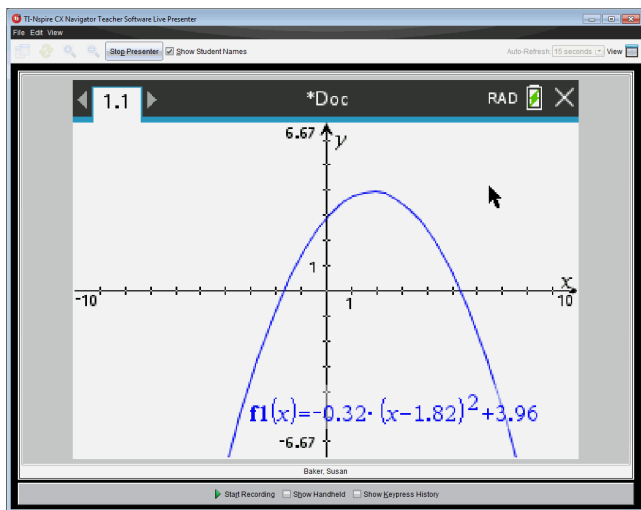 TI-Nspire CX Navigator Teacher Software Live Presenter
File Edit View
Stop Presenter Show Student Names Auto-Refresh: 15 seconds View
1.1 *Doc RAD
6.67 y
1
-10 1 x 10
f1(x)=-0.32·(x-1.82)²+3.96
-6.67
Baker, Susan
Start Recording Show Handheld Show Keypress History